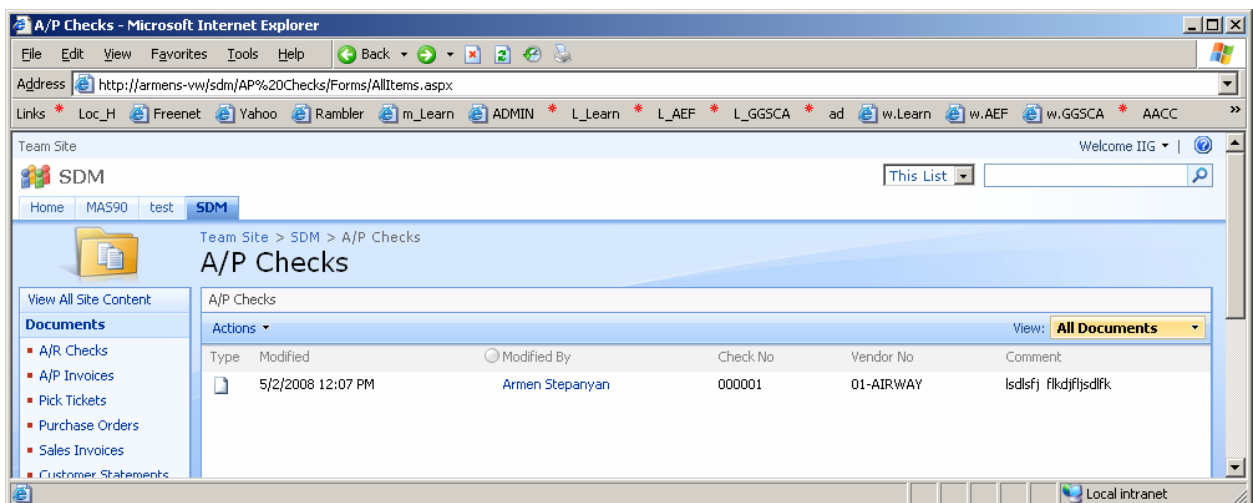 A/P Checks - Microsoft Internet Explorer
File Edit View Favorites Tools Help Back
Address http://armens-vw/sdm/AP%20Checks/Forms/AllItems.aspx
Links Loc_H Freenet Yahoo Rambler m_Learn ADMIN L_Learn L_AEF L_GGSCA ad w.Learn w.AEF w.GGSCA AACC »
Team Site Welcome IIG
SDM This List
Home MAS90 test SDM
Team Site > SDM > A/P Checks
A/P Checks
View All Site Content A/P Checks
Documents Actions View: All Documents
A/R Checks Type Modified Modified By Check No Vendor No Comment
A/P Invoices 5/2/2008 12:07 PM Armen Stepanyan 000001 01-AIRWAY lsdlsfj flkdjfljsdlfk
Pick Tickets
Purchase Orders
Sales Invoices
Customer Statements
Local intranet